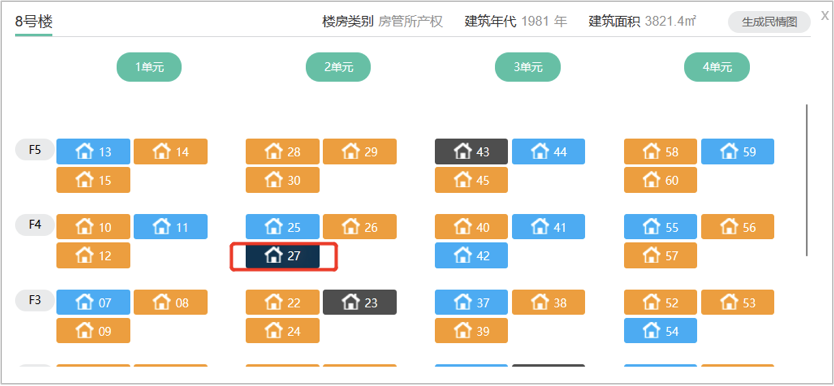 8号楼 楼房类别 房管所产权 建筑年代 1981 年 建筑面积 3821.4㎡ 生成民情图 X
1单元 2单元 3单元 4单元
F5 13 14 28 29 43 44 58 59
15 30 45 60
F4 10 11 25 26 40 41 55 56
12 27 42 57
F3 07 08 22 23 37 38 52 53
09 24 39 54